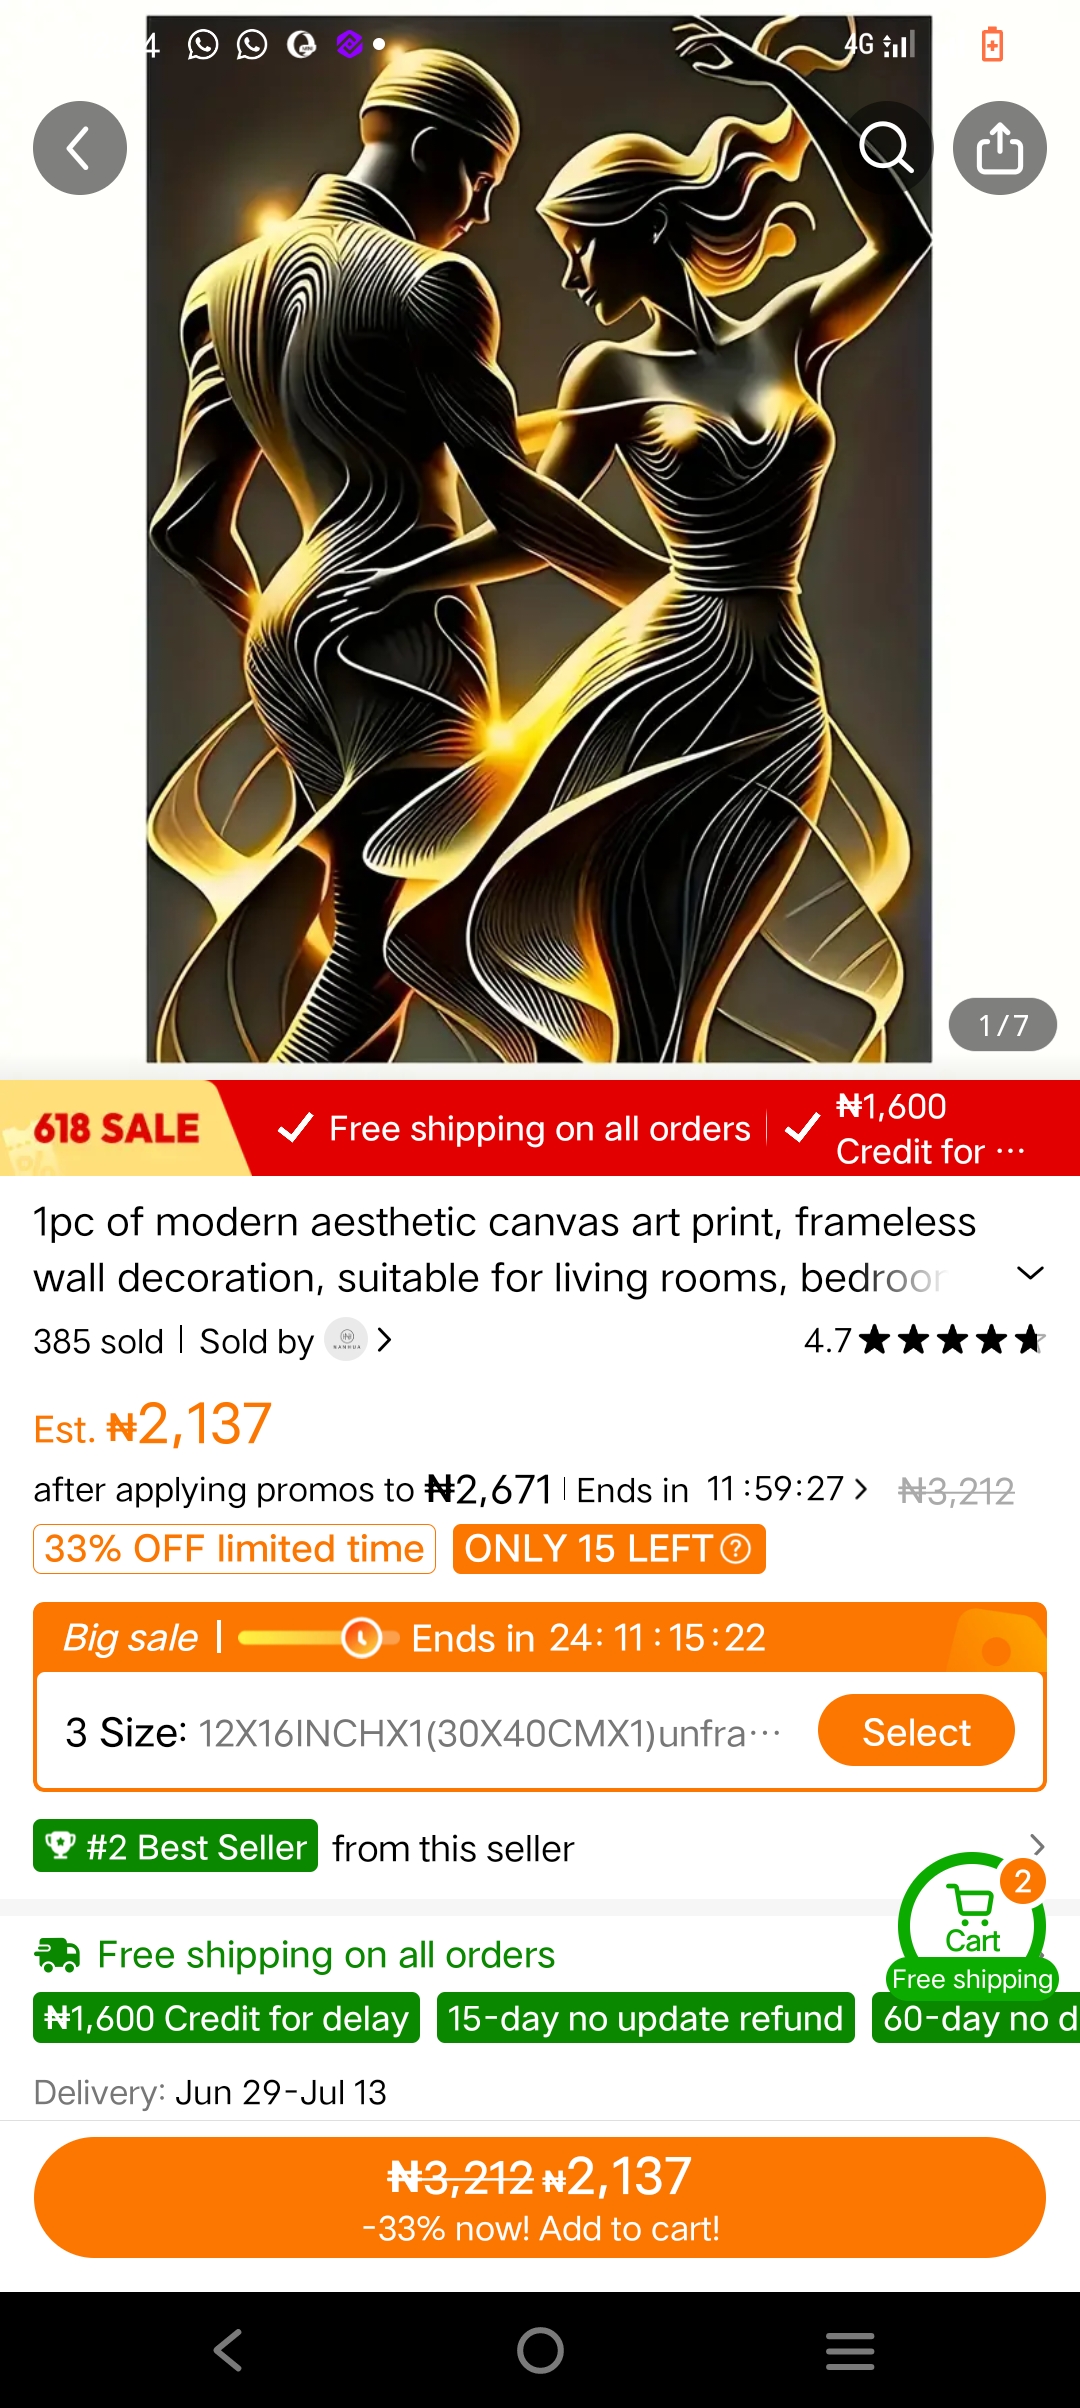 4
4G
1/7
618 SALE
Free shipping on all orders
₦1,600
Credit for ···
1pc of modern aesthetic canvas art print, frameless
wall decoration, suitable for living rooms, bedroor
385 sold | Sold by
NANHUA
4.7
Est. ₦2,137
after applying promos to ₦2,671 | Ends in 11:59:27 ₦3,212
33% OFF limited time
ONLY 15 LEFT
Big sale | Ends in 24:11:15:22
3 Size: 12X16INCHX1(30X40CMX1)unfra···
Select
#2 Best Seller from this seller
2
Cart
Free shipping
Free shipping on all orders
₦1,600 Credit for delay
15-day no update refund
60-day no d
Delivery: Jun 29-Jul 13
₦3,212 ₦2,137
-33% now! Add to cart!